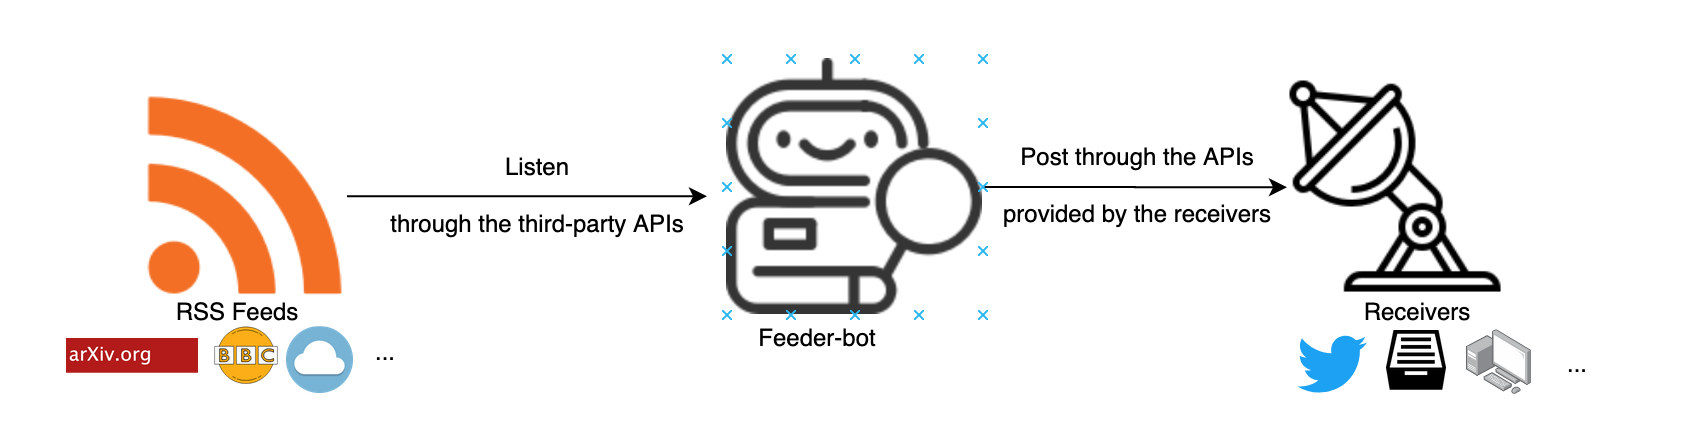 Listen
through the third-party APIs
Post through the APIs
provided by the receivers
RSS Feeds
arXiv.org
BBC
...
Feeder-bot
Receivers
...